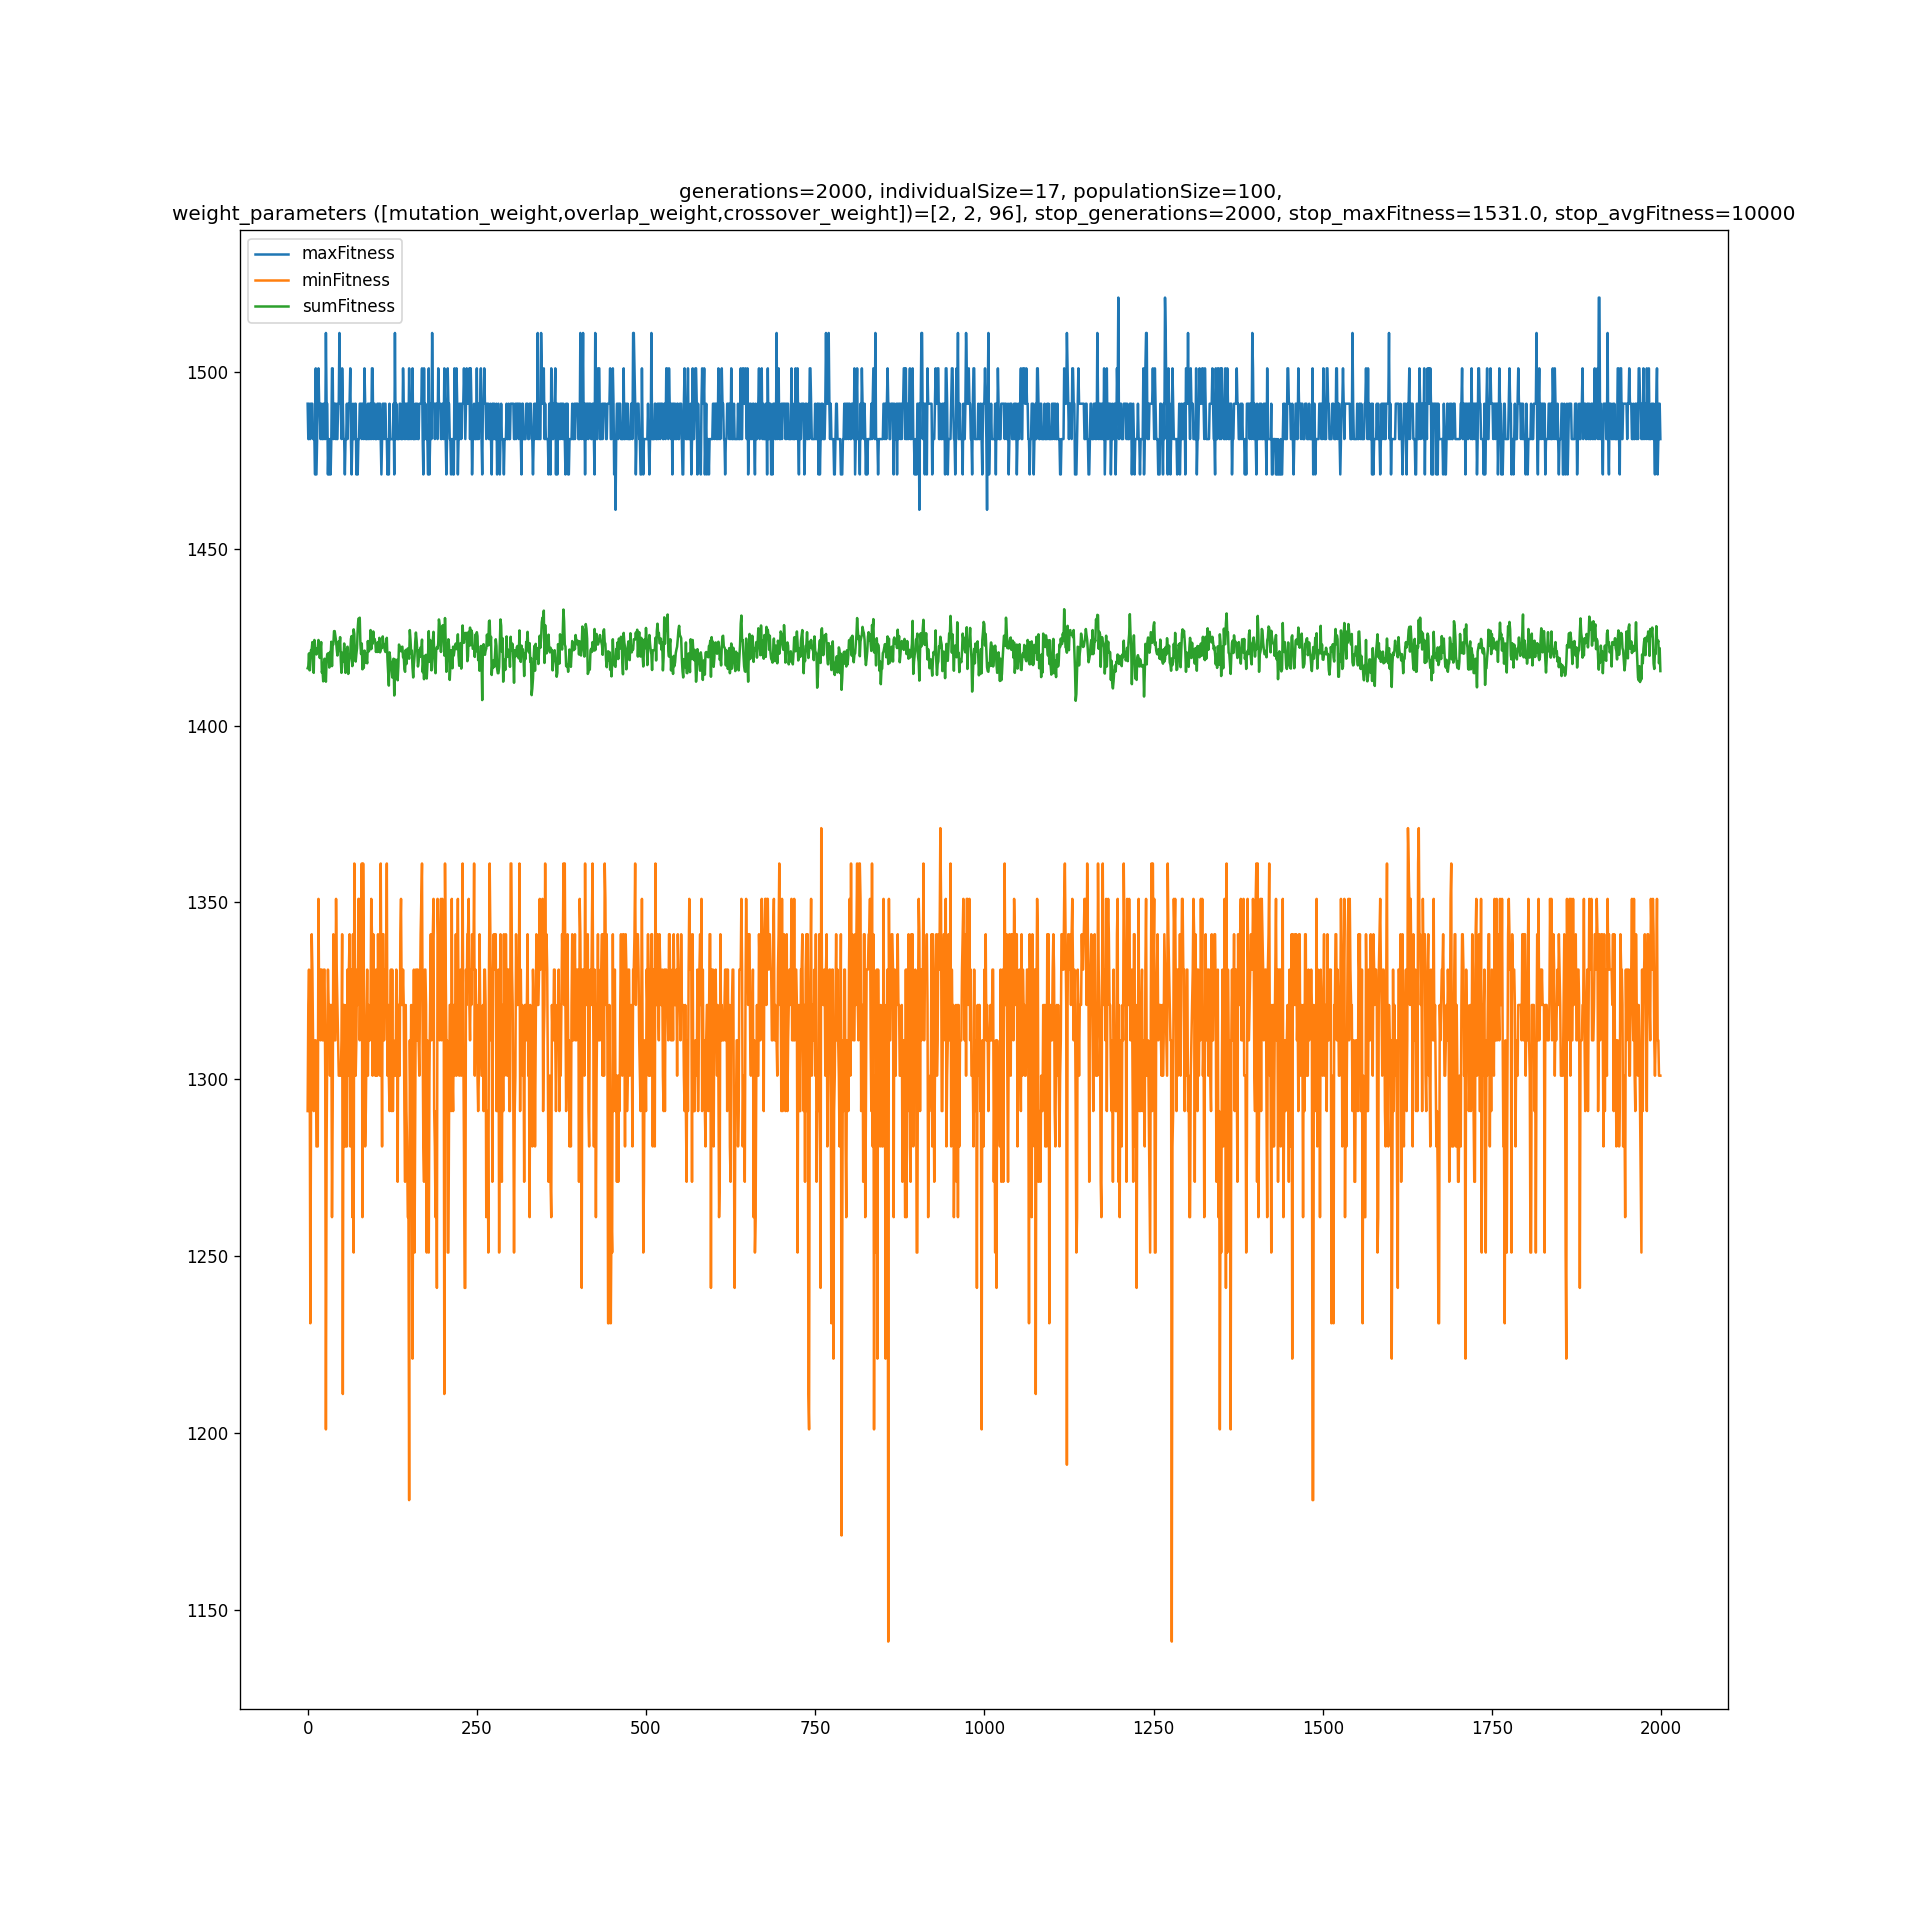 generations=2000, individualSize=17, populationSize=100,
weight_parameters ([mutation_weight,overlap_weight,crossover_weight])=[2, 2, 96], stop_generations=2000, stop_maxFitness=1531.0, stop_avgFitness=10000
maxFitness
minFitness
sumFitness
1500
1450
1400
1350
1300
1250
1200
1150
0 250 500 750 1000 1250 1500 1750 2000